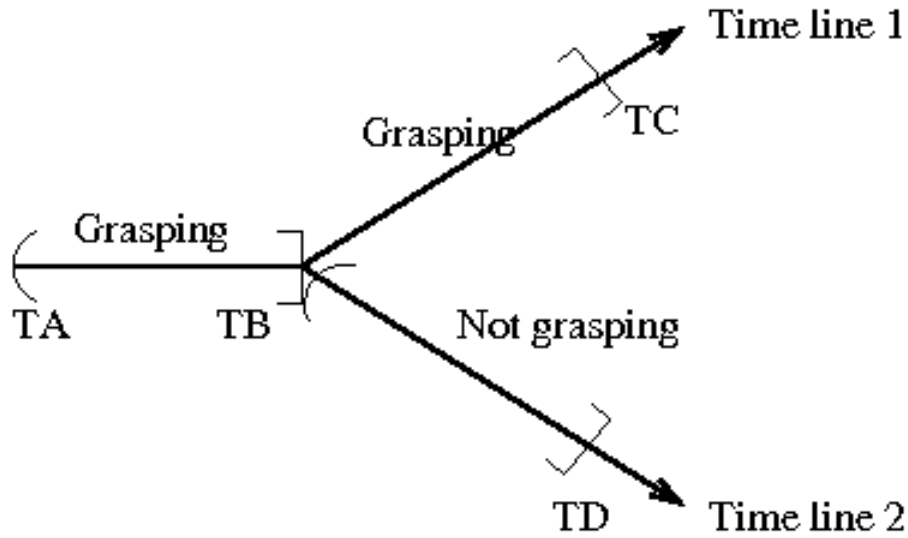 Time line 1
TC
Grasping
Grasping
TA
TB
Not grasping
TD
Time line 2